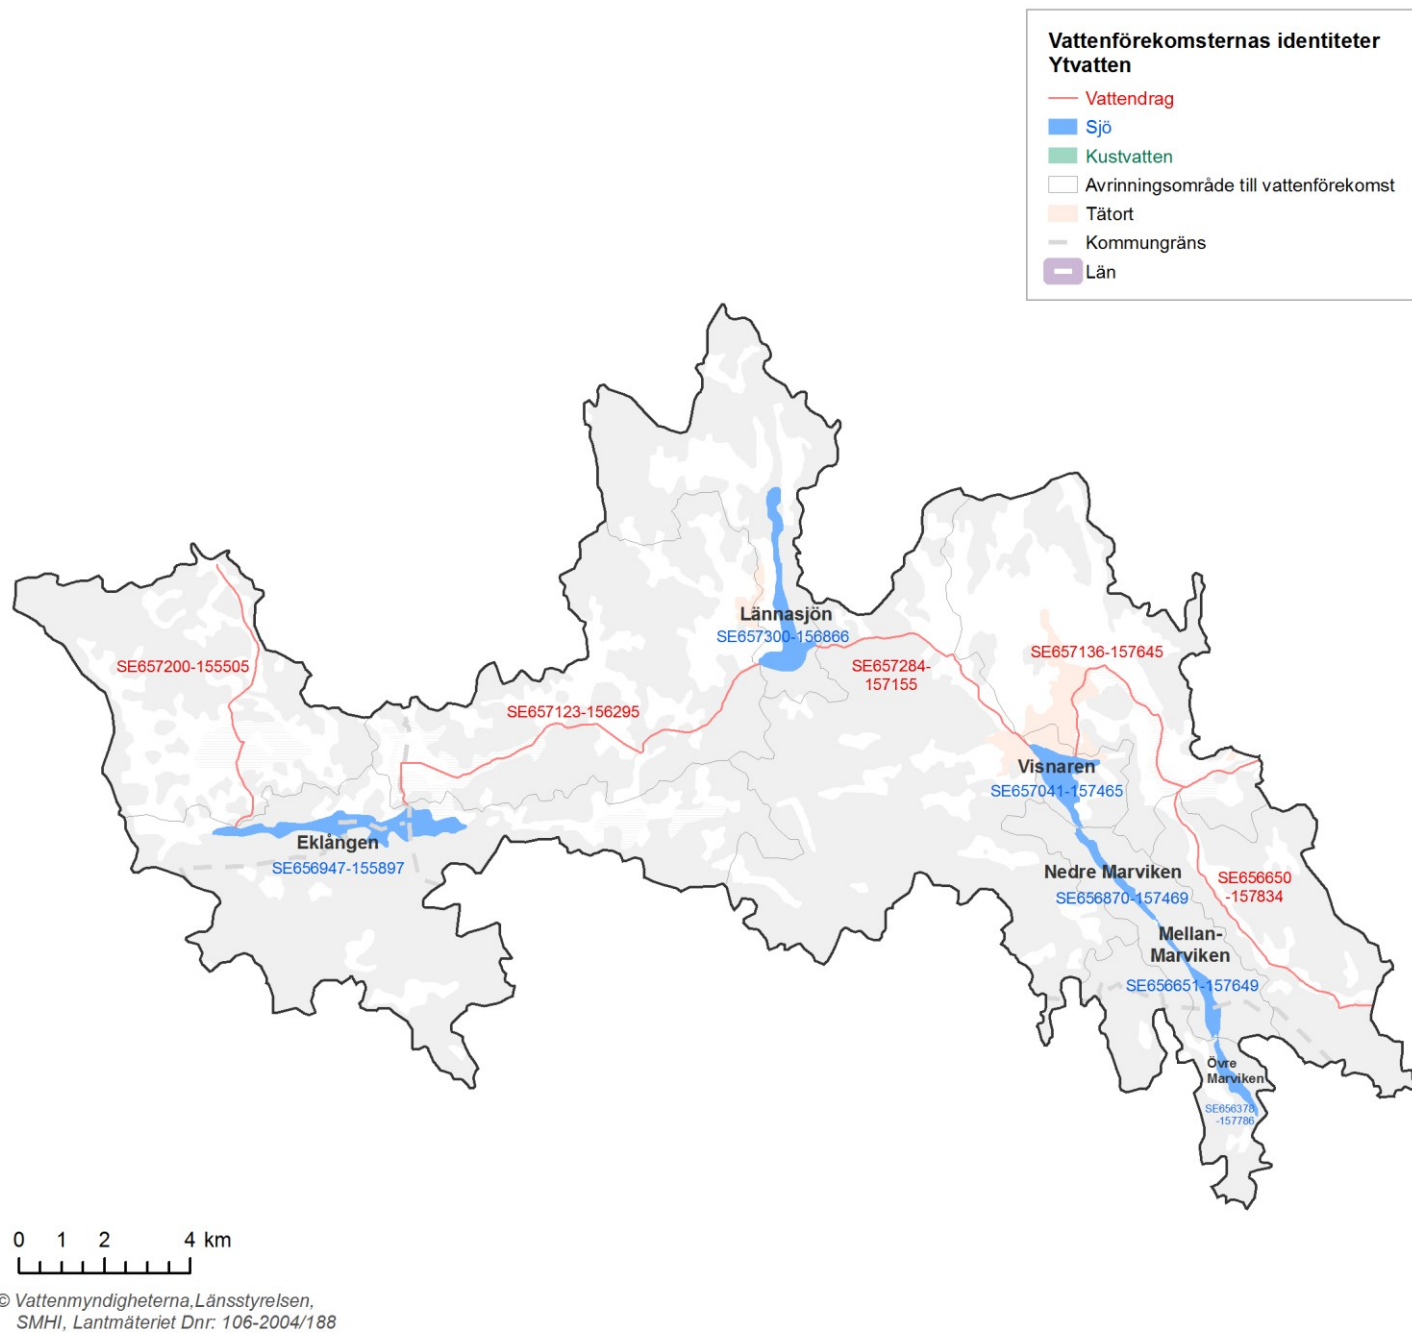 Vattenförekomsternas identiteter
Ytvatten
Vattendrag
Sjö
Kustvatten
Avrinningsområde till vattenförekomst
Tätort
Kommungräns
Län
Lännasjön
SE657300-156866
SE657136-157645
SE657200-155505
SE657284-
157155
SE657123-156295
Visnaren
SE657041-157465
Eklången
SE656947-155897
Nedre Marviken
SE656870-157469
SE656650
-157834
Mellan-
Marviken
SE656651-157649
Övre
Marviken
SE656378
-157786
0 1 2 4 km
© Vattenmyndigheterna,Länsstyrelsen,
SMHI, Lantmäteriet Dnr: 106-2004/188